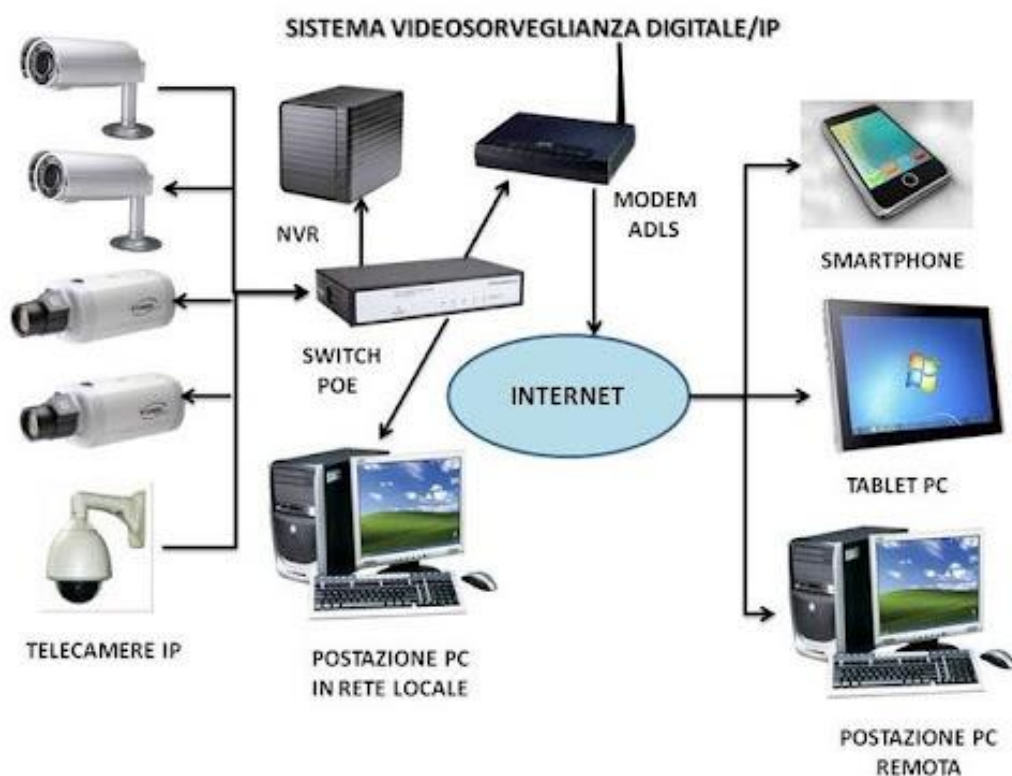 SISTEMA VIDEOSORVEGLIANZA DIGITALE/IP
NVR
MODEM
ADLS
SWITCH
POE
INTERNET
SMARTPHONE
TABLET PC
TELECAMERE IP
POSTAZIONE PC
IN RETE LOCALE
POSTAZIONE PC
REMOTA